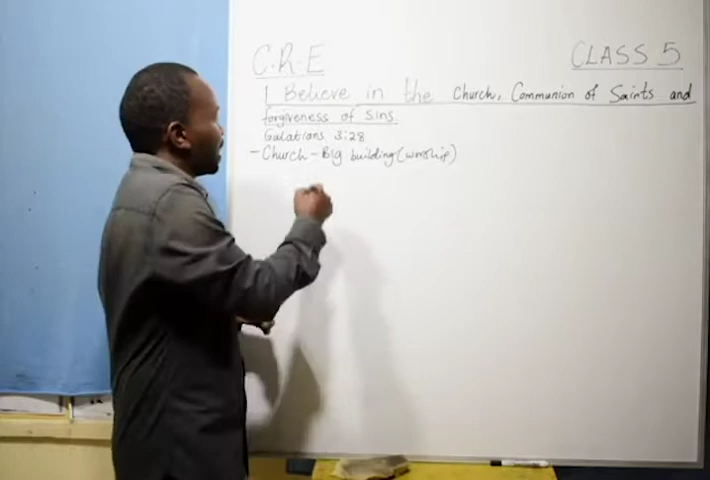 C.R.E
CLASS 5
I Believe in the Church, Communion of Saints and
forgiveness of sins.
Galatians 3:28
- Church - Big building (worship)